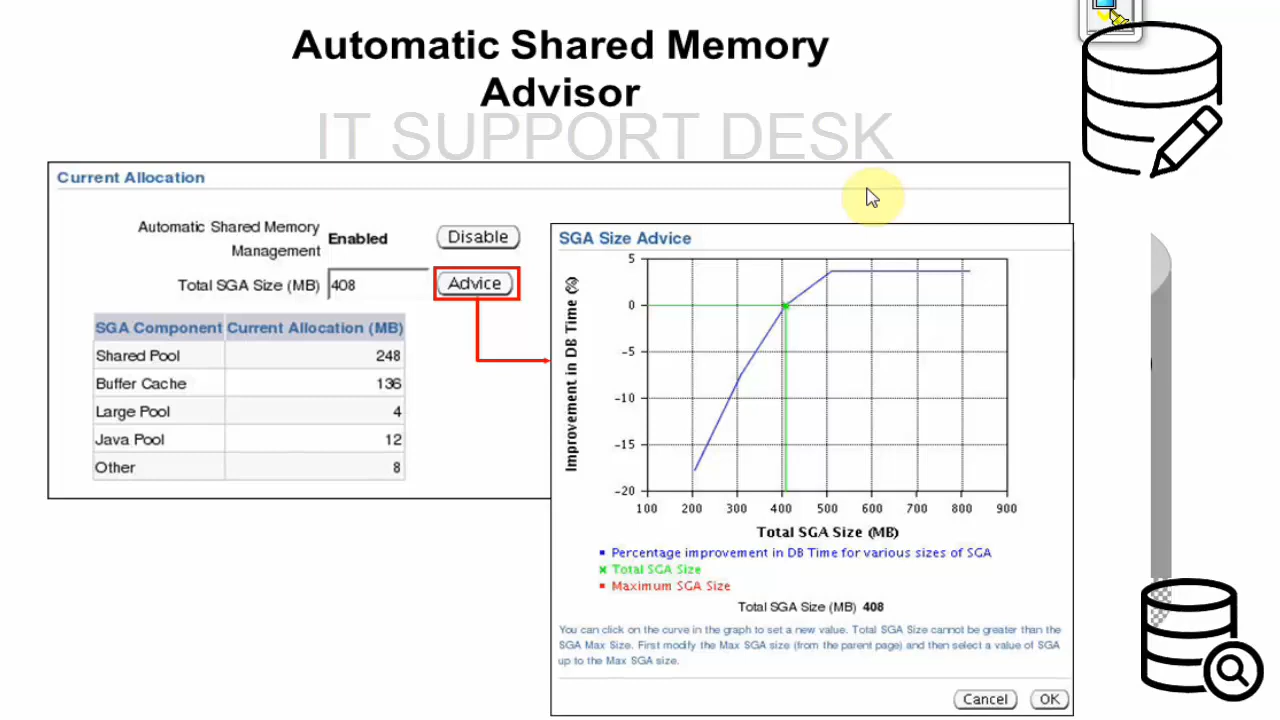 Automatic Shared Memory
Advisor
IT SUPPORT DESK
Current Allocation
Automatic Shared Memory
Management
Enabled
Disable
Total SGA Size (MB)
408
Advice
SGA Component Current Allocation (MB)
Shared Pool 248
Buffer Cache 136
Large Pool 4
Java Pool 12
Other 8
SGA Size Advice
Improvement in DB Time (%)
5
0
-5
-10
-15
-20
100 200 300 400 500 600 700 800 900
Total SGA Size (MB)
Percentage improvement in DB Time for various sizes of SGA
Total SGA Size
Maximum SGA Size
Total SGA Size (MB) 408
You can click on the curve in the graph to set a new value. Total SGA Size cannot be greater than the
SGA Max Size. First modify the Max SGA size (from the parent page) and then select a value of SGA
up to the Max SGA size.
Cancel OK